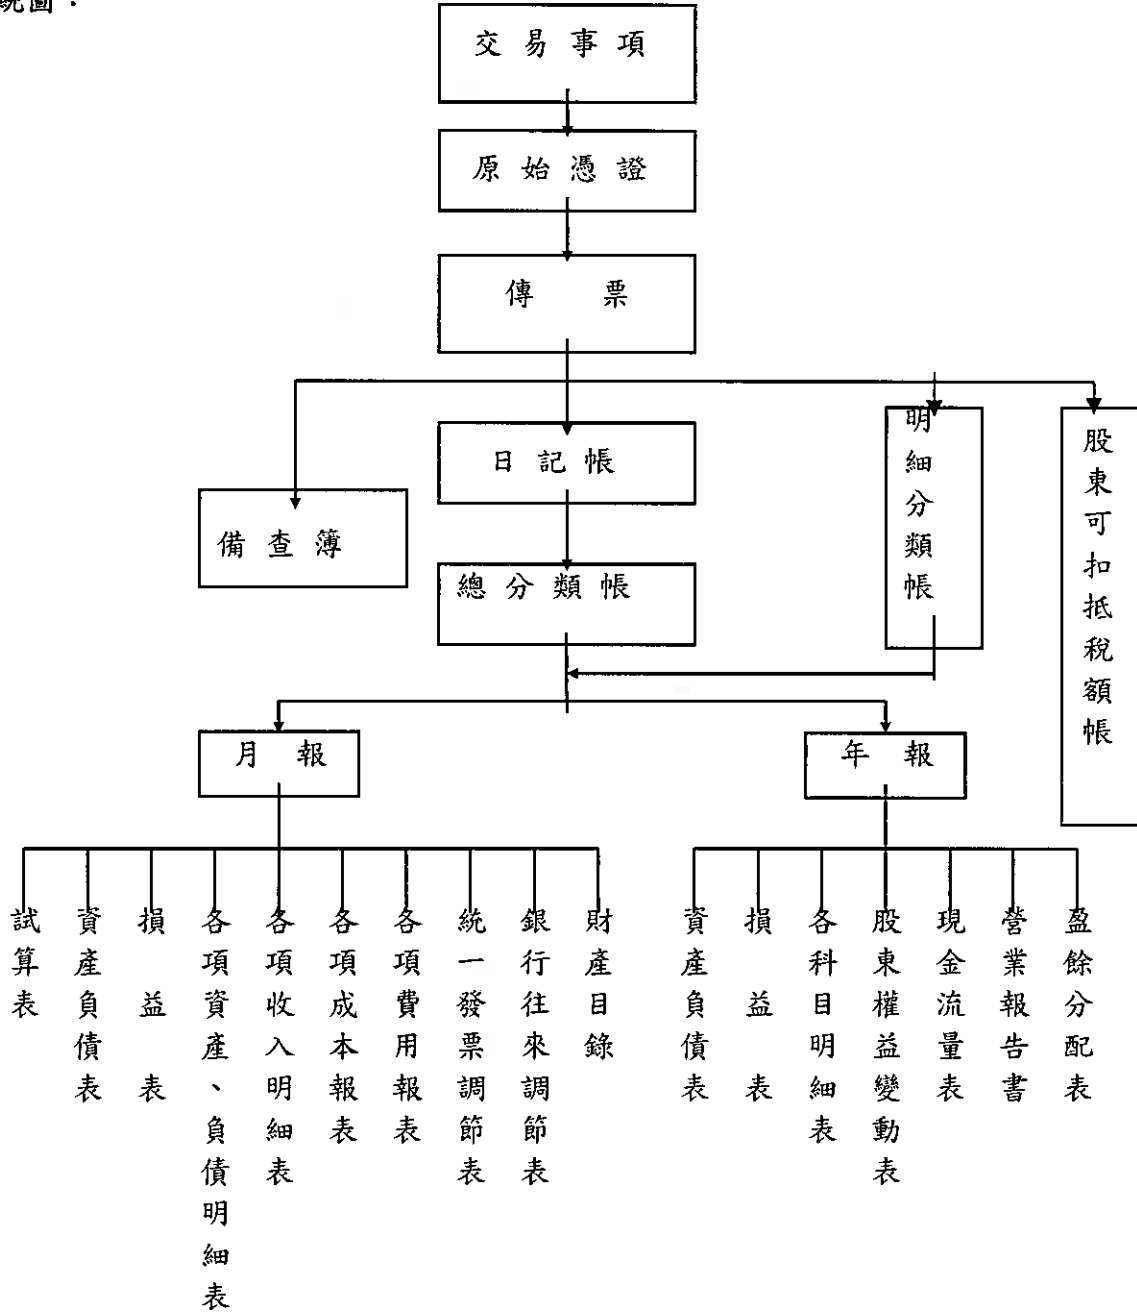 統圖：
交易事項
原始憑證
傳票
日記帳
明細分類帳
股東可扣抵稅額帳
備查簿
總分類帳
月報
年報
試算表
資產負債表
損益表
各項資產、負債明細表
各項收入明細表
各項成本報表
各項費用報表
統一發票調節表
銀行往來調節表
財產目錄
資產負債表
損益表
各科目明細表
股東權益變動表
現金流量表
營業報告書
盈餘分配表